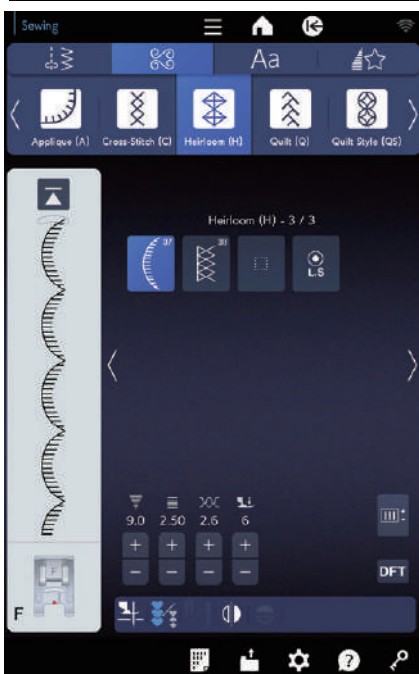 Sewing
Aa
Applique (A) Cross-Stitch (C) Heirloom (H) Quilt (Q) Quilt Style (QS)
Heirloom (H) - 3 / 3
37 38 L.S
9.0 2.50 2.6 6
+ + + +
- - - -
DFT
F
F
?